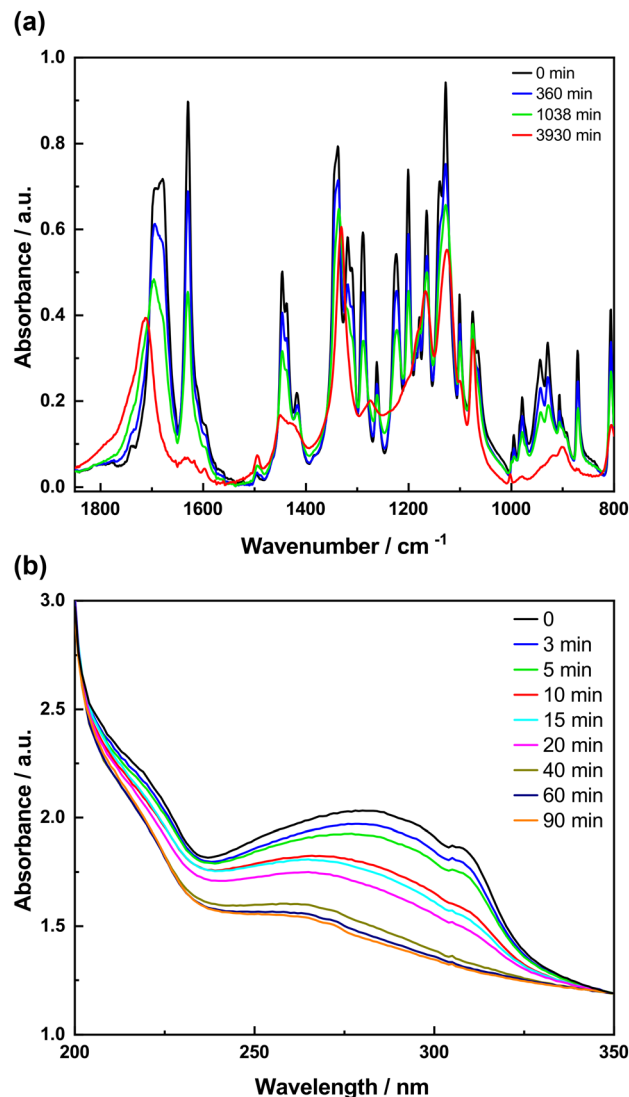 (a)
1.0
0.8
0.6
0.4
0.2
0.0
Absorbance / a.u.
0 min
360 min
1038 min
3930 min
1800 1600 1400 1200 1000 800
Wavenumber / cm -1
(b)
3.0
2.5
2.0
1.5
1.0
Absorbance / a.u.
0
3 min
5 min
10 min
15 min
20 min
40 min
60 min
90 min
200 250 300 350
Wavelength / nm